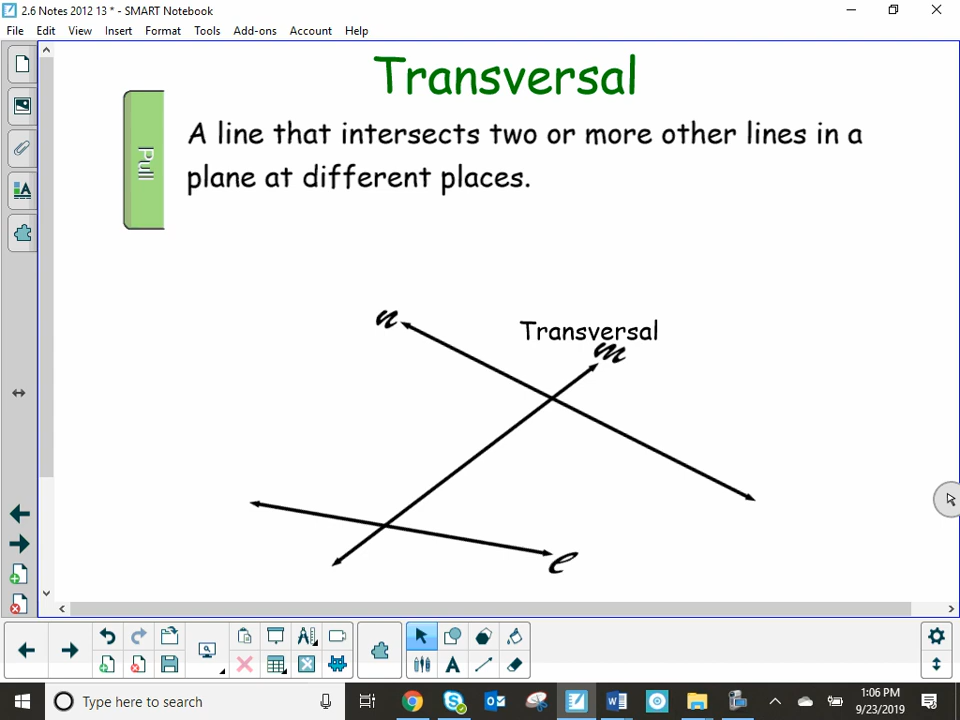 2.6 Notes 2012 13 * - SMART Notebook
File Edit View Insert Format Tools Add-ons Account Help
Transversal
Pull
A line that intersects two or more other lines in a
plane at different places.
n
Transversal
m
l
Type here to search
1:06 PM
9/23/2019